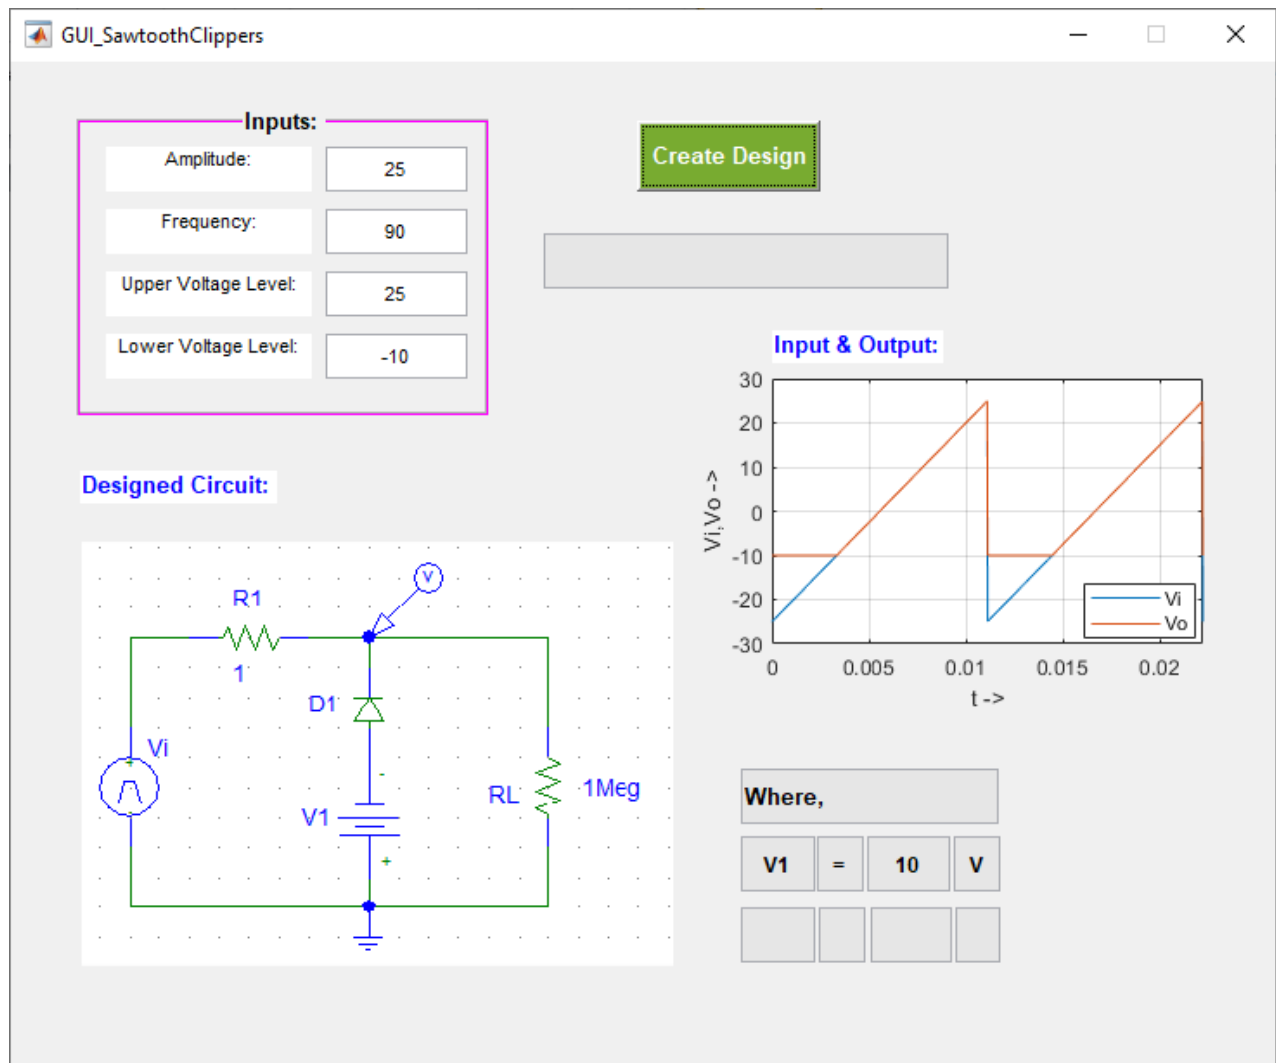 GUI_SawtoothClippers
Inputs:
Amplitude:
25
Frequency:
90
Upper Voltage Level:
25
Lower Voltage Level:
-10
Create Design
Input & Output:
30
20
10
0
-10
-20
-30
Vi,Vo ->
0
0.005
0.01
0.015
0.02
t ->
Vi
Vo
Designed Circuit:
V
R1
1
D1
Vi
+
-
V1
+
RL
1Meg
Where,
V1 = 10 V